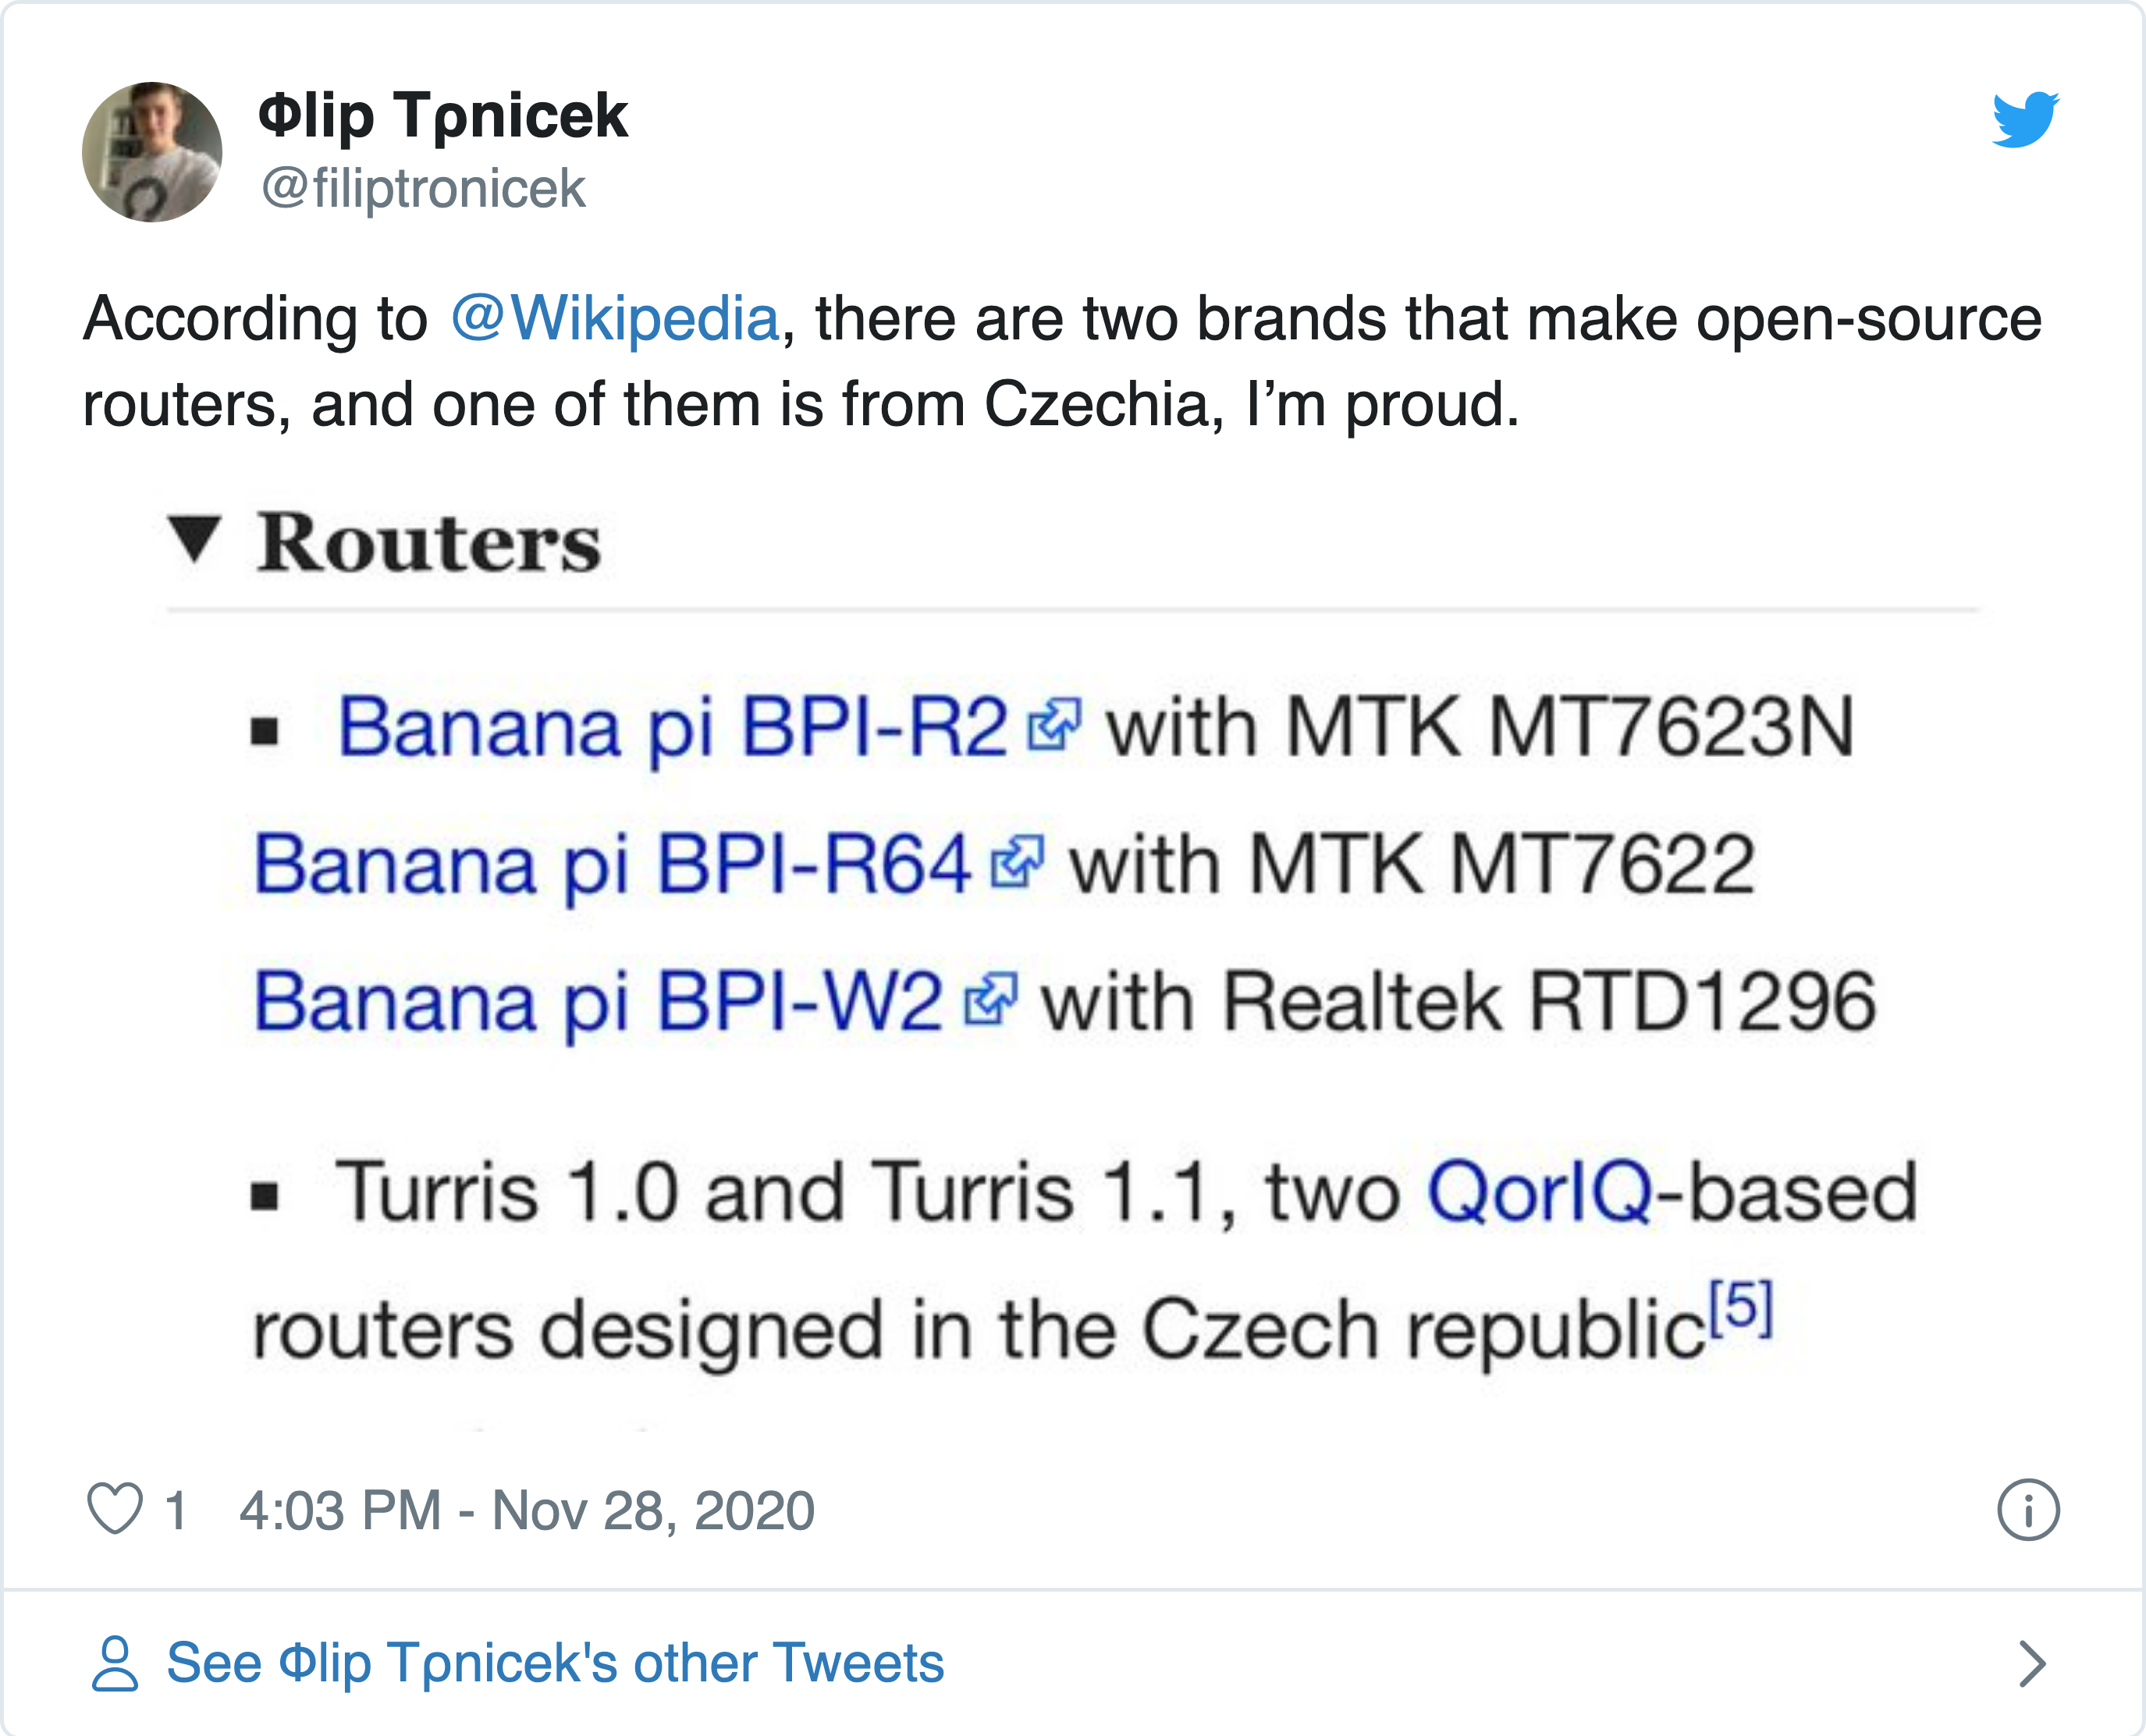 Φlip Tρnicek
@filiptronicek
According to @Wikipedia, there are two brands that make open-source
routers, and one of them is from Czechia, I’m proud.
▼ Routers
▪ Banana pi BPI-R2 with MTK MT7623N
Banana pi BPI-R64 with MTK MT7622
Banana pi BPI-W2 with Realtek RTD1296
▪ Turris 1.0 and Turris 1.1, two QorIQ-based
routers designed in the Czech republic[5]
1 4:03 PM - Nov 28, 2020
See Φlip Tρnicek's other Tweets